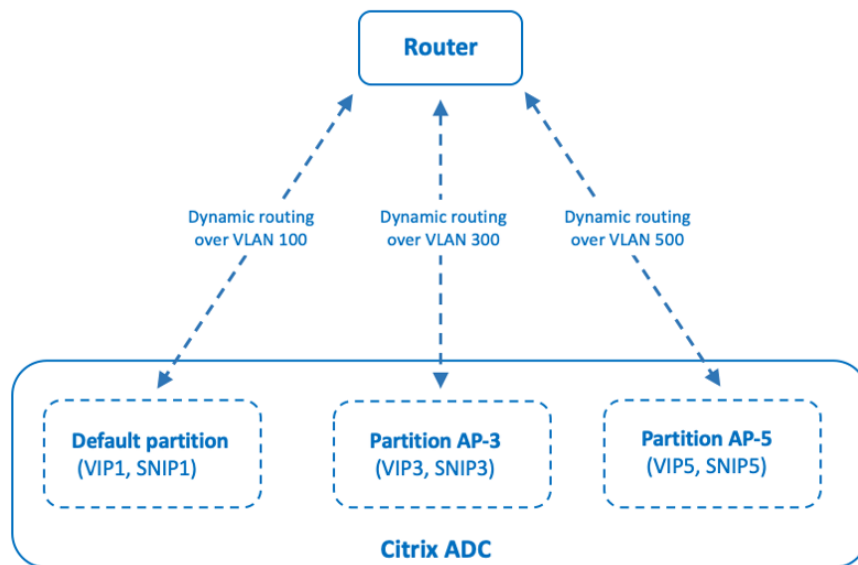 Router
Dynamic routing
over VLAN 100
Dynamic routing
over VLAN 300
Dynamic routing
over VLAN 500
Default partition
(VIP1, SNIP1)
Partition AP-3
(VIP3, SNIP3)
Partition AP-5
(VIP5, SNIP5)
Citrix ADC